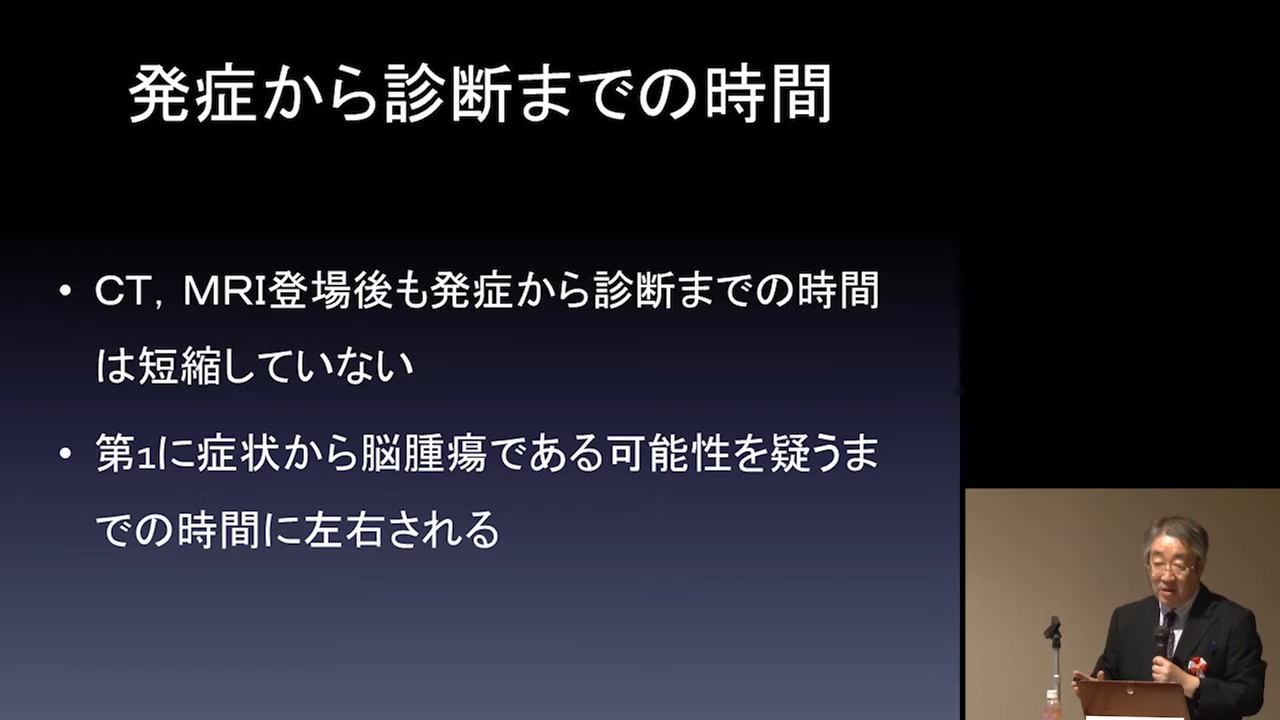 発症から診断までの時間
• CT，MRI登場後も発症から診断までの時間
は短縮していない
• 第1に症状から脳腫瘍である可能性を疑うま
での時間に左右される